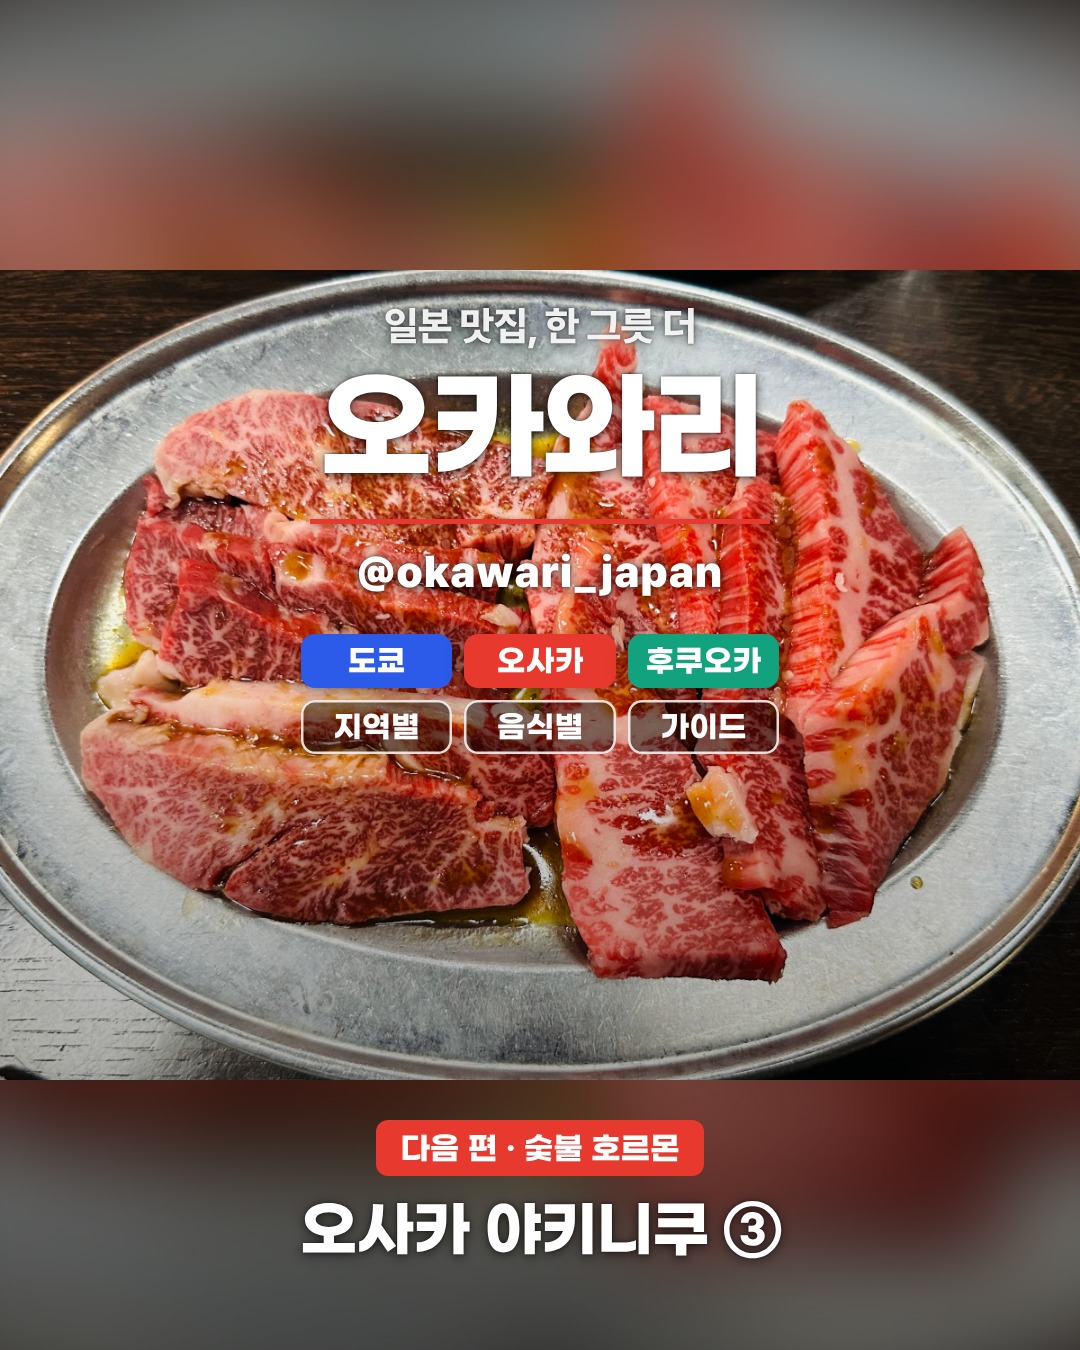 일본 맛집, 한 그릇 더
오카와리
@okawari_japan
도쿄 오사카 후쿠오카
지역별 음식별 가이드
다음 편 · 숯불 호르몬
오사카 야키니쿠 ③